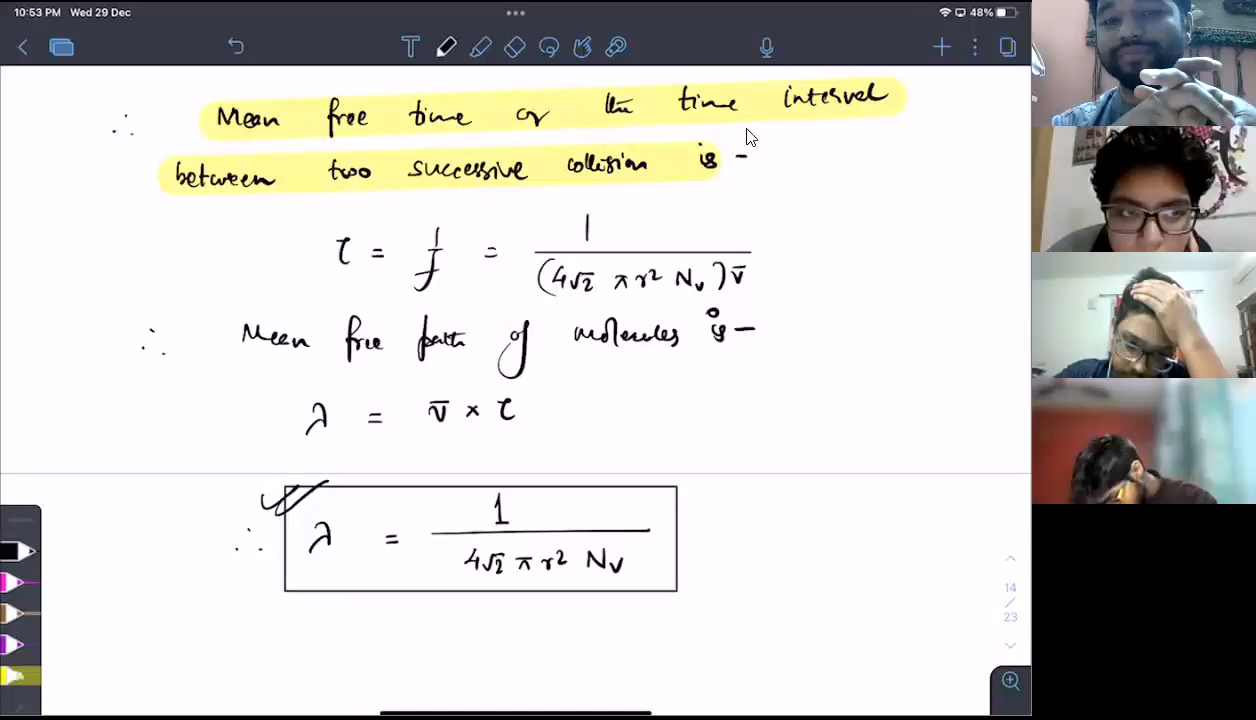 10:53 PM Wed 29 Dec
48%
∴ Mean free time or the time interval
between two successive collision is -
τ = 1/f = 1/(4√2 π r² Nᵥ) v̄
∴ Mean free path of molecules is -
λ = v̄ × τ
∴ λ = 1/4√2 π r² Nᵥ
14
/
23